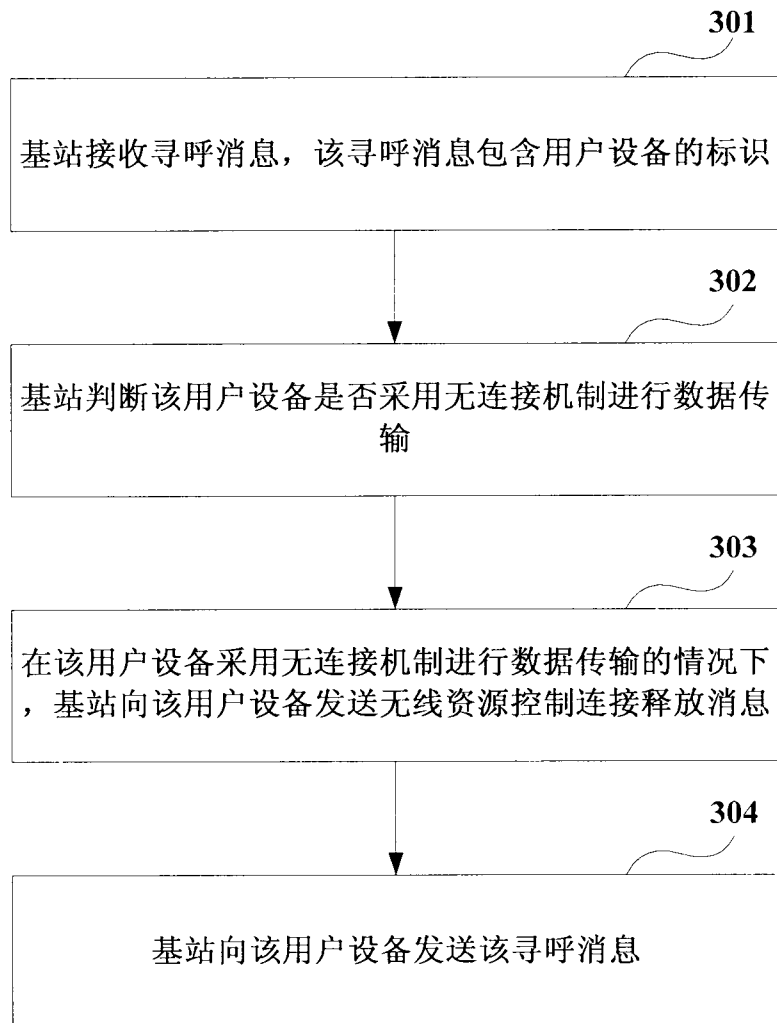 301
基站接收寻呼消息，该寻呼消息包含用户设备的标识
302
基站判断该用户设备是否采用无连接机制进行数据传
输
303
在该用户设备采用无连接机制进行数据传输的情况下
，基站向该用户设备发送无线资源控制连接释放消息
304
基站向该用户设备发送该寻呼消息